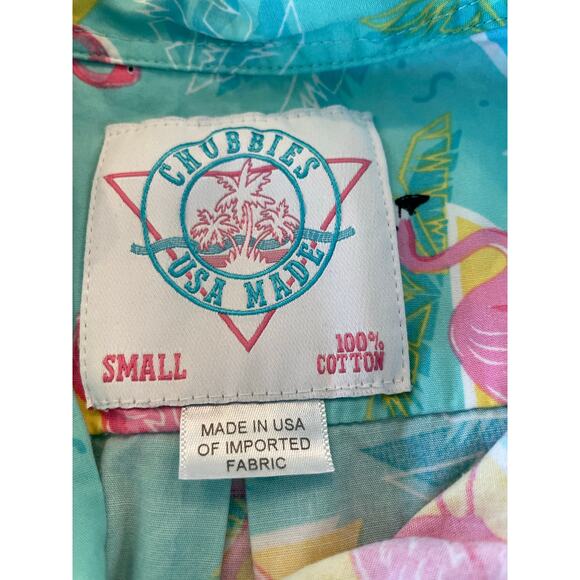 CHUBBIES
USA MADE
SMALL
100%
COTTON
MADE IN USA
OF IMPORTED
FABRIC